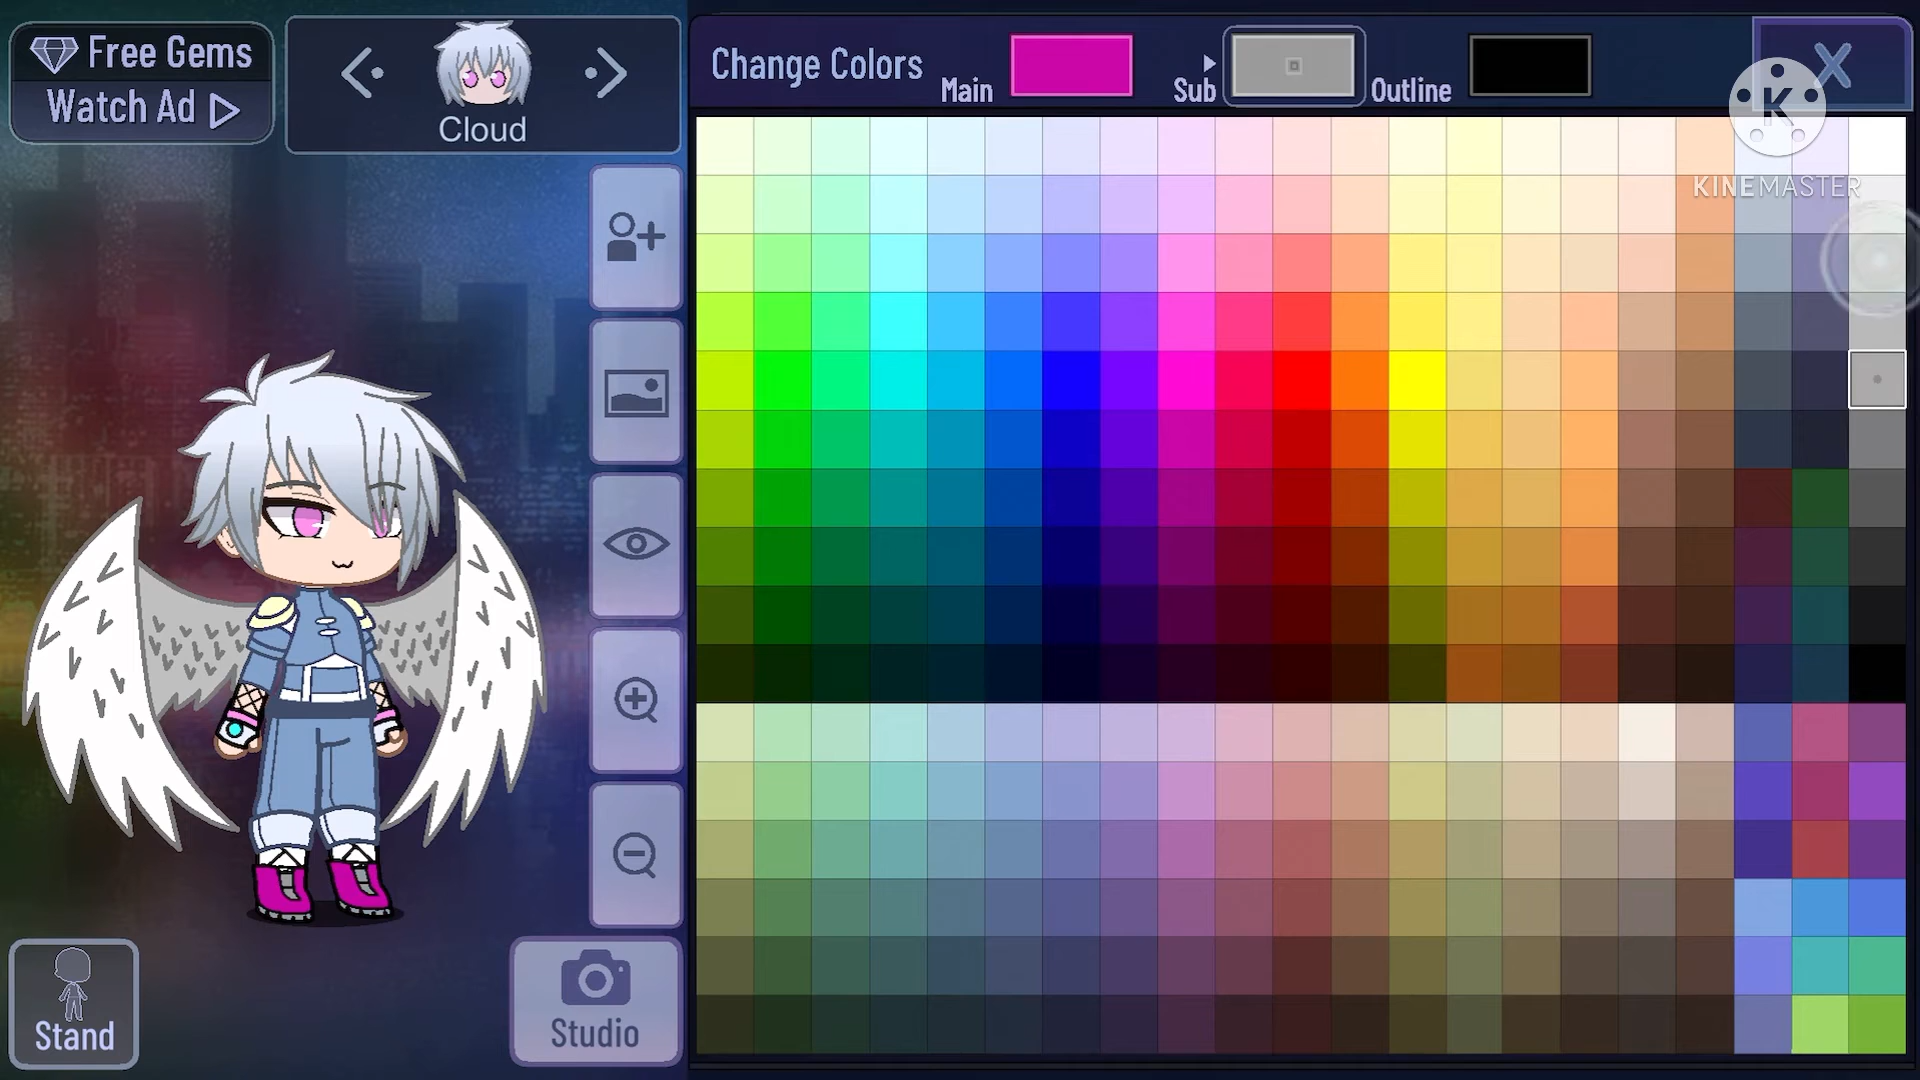 Free Gems
Watch Ad
Cloud
Change Colors
Main
Sub
Outline
X
K
KINEMASTER
Stand
Studio